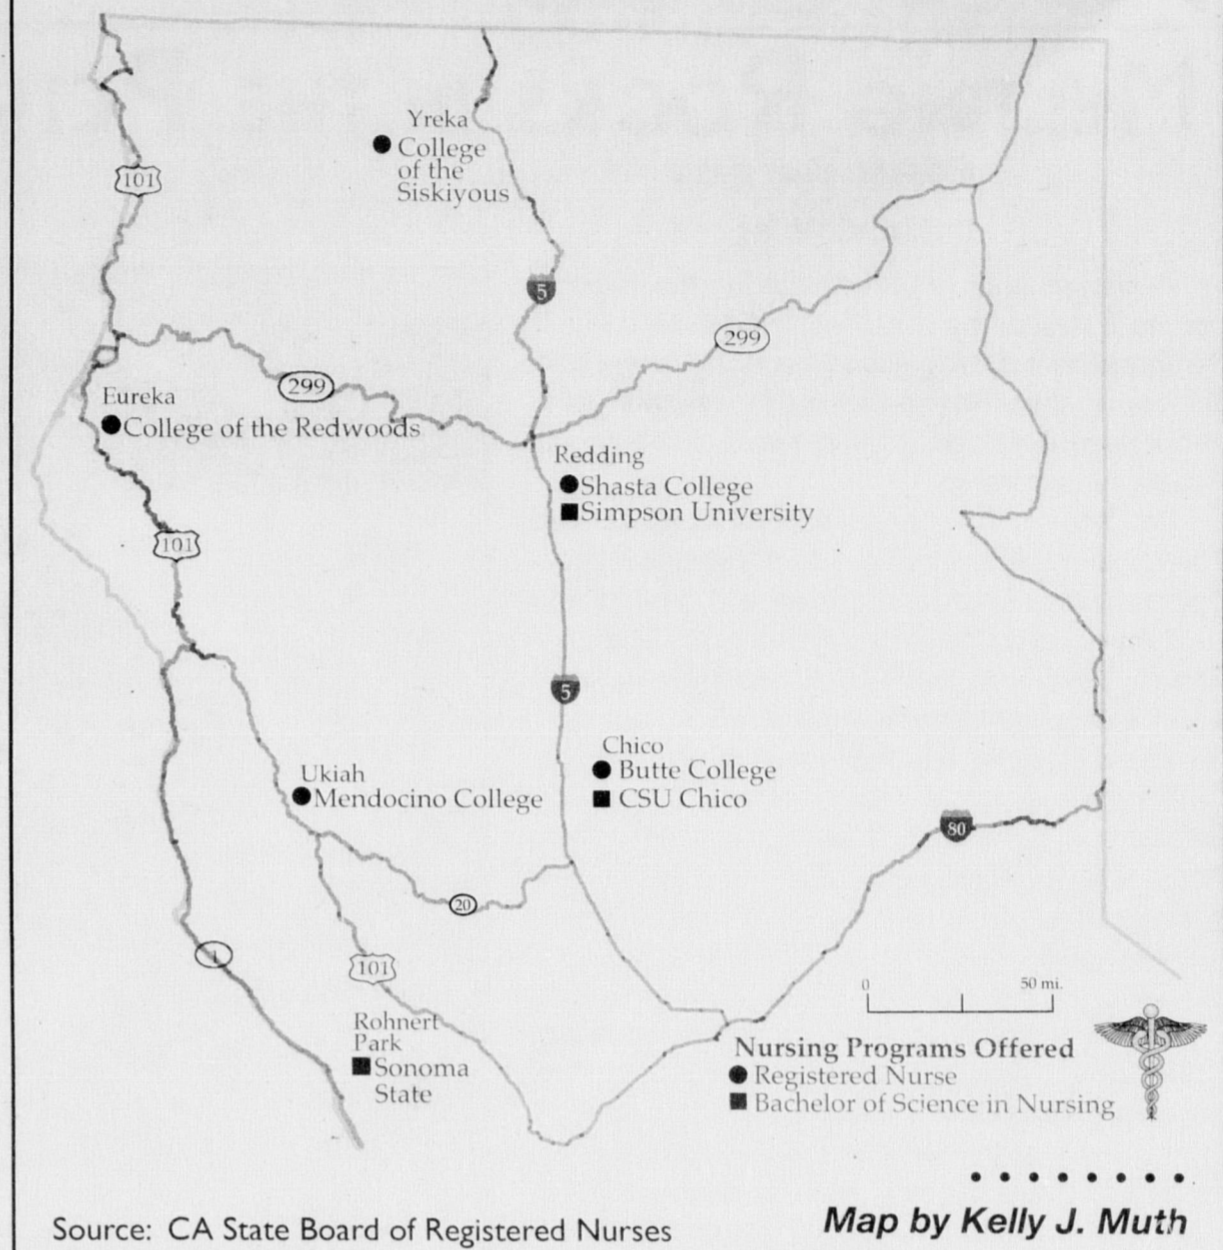 Yreka
College
of the
Siskiyous
101
5
299
299
Eureka
College of the Redwoods
Redding
Shasta College
Simpson University
101
5
Chico
Butte College
CSU Chico
Ukiah
Mendocino College
80
20
1
101
0 50 mi.
Rohnert
Park
Sonoma
State
Nursing Programs Offered
Registered Nurse
Bachelor of Science in Nursing
Map by Kelly J. Muth
Source: CA State Board of Registered Nurses